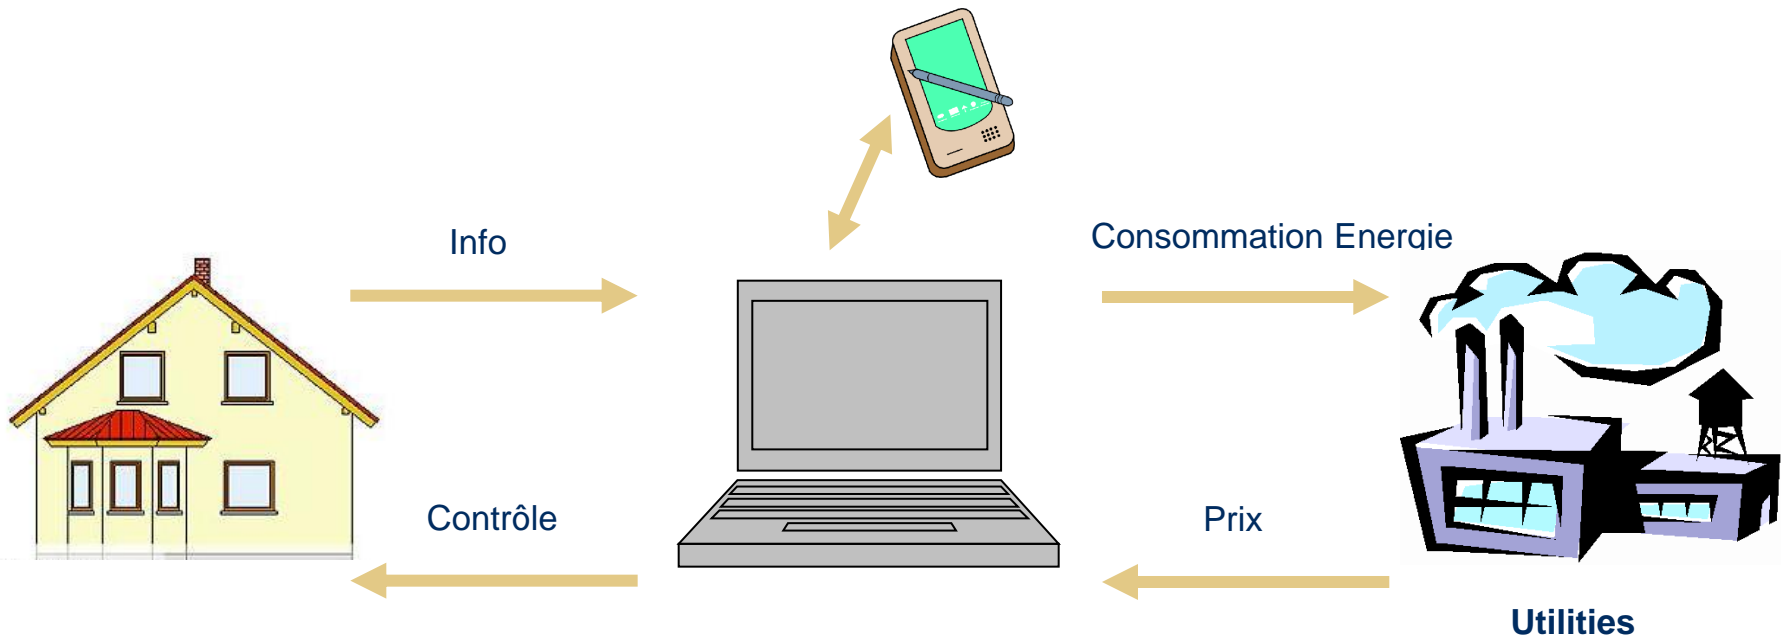 Info
Consommation Energie
Contrôle
Prix
Utilities